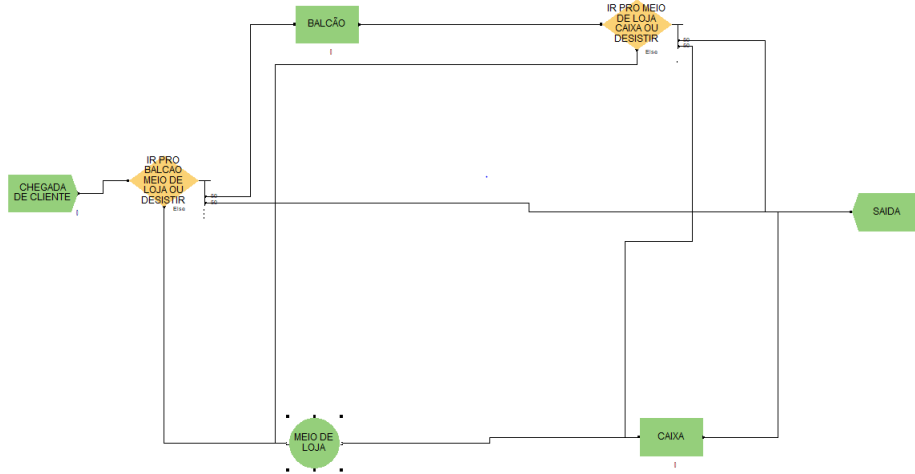 BALCÃO
IR PRO MEIO
DE LOJA
CAIXA OU
DESISTIR
Else
IR PRO
BALCAO
MEIO DE
LOJA OU
DESISTIR
Else
CHEGADA
DE CLIENTE
SAIDA
MEIO DE
LOJA
CAIXA